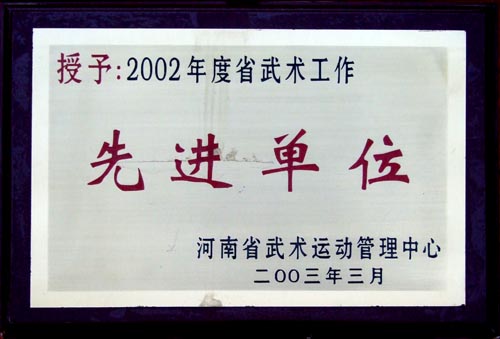 授予:2002年度省武术工作
先进单位
河南省武术运动管理中心
二OO三年三月